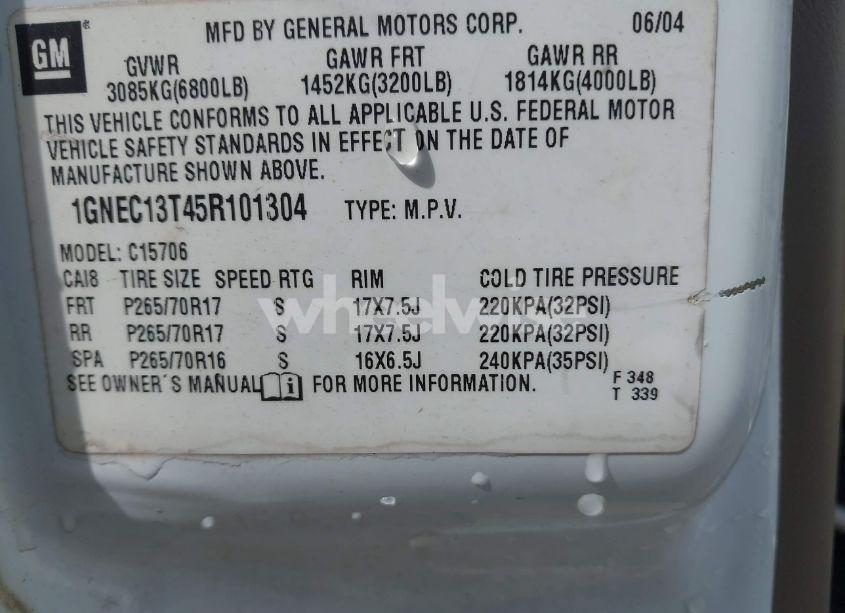 GM
MFD BY GENERAL MOTORS CORP. 06/04
GVWR GAWR FRT GAWR RR
3085KG(6800LB) 1452KG(3200LB) 1814KG(4000LB)
THIS VEHICLE CONFORMS TO ALL APPLICABLE U.S. FEDERAL MOTOR
VEHICLE SAFETY STANDARDS IN EFFECT ON THE DATE OF
MANUFACTURE SHOWN ABOVE.
1GNEC13T45R101304 TYPE: M.P.V.
MODEL: C15706
CAI8 TIRE SIZE SPEED RTG RIM COLD TIRE PRESSURE
FRT P265/70R17 S 17X7.5J 220KPA(32PSI)
RR P265/70R17 S 17X7.5J 220KPA(32PSI)
SPA P265/70R16 S 16X6.5J 240KPA(35PSI)
SEE OWNER´S MANUAL FOR MORE INFORMATION.
F 348
T 339